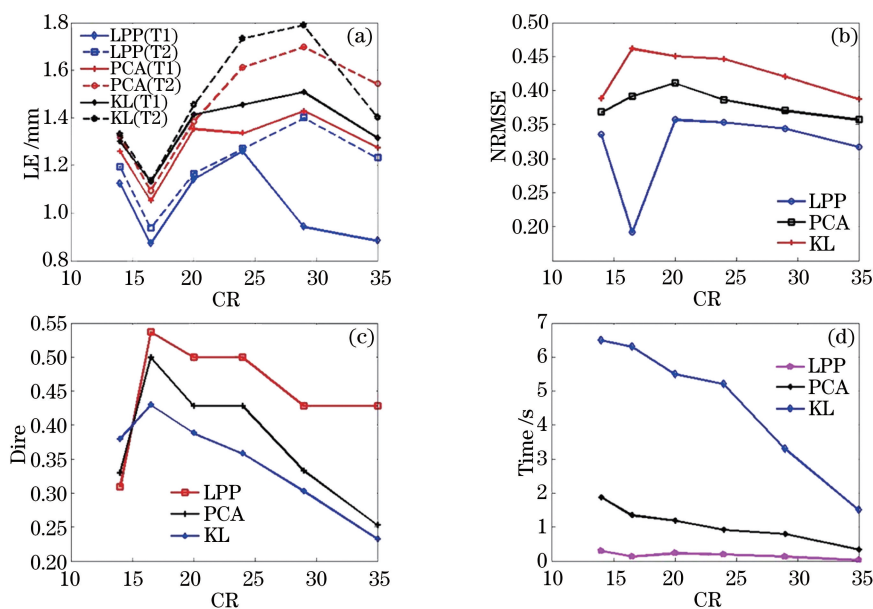 1.8
1.6
1.4
1.2
1.0
0.8
LE /mm
LPP(T1)
LPP(T2)
PCA(T1)
PCA(T2)
KL(T1)
KL(T2)
(a)
10 15 20 25 30 35
CR
0.50
0.45
0.40
0.35
0.30
0.25
0.20
NRMSE
(b)
LPP
PCA
KL
10 15 20 25 30 35
CR
0.55
0.50
0.45
0.40
0.35
0.30
0.25
0.20
Dire
(c)
LPP
PCA
KL
10 15 20 25 30 35
CR
7
6
5
4
3
2
1
0
Time /s
(d)
LPP
PCA
KL
10 15 20 25 30 35
CR